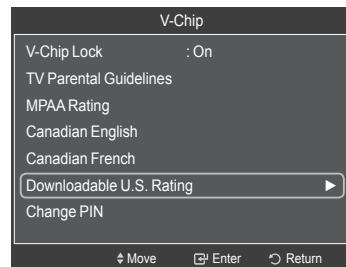 V-Chip
V-Chip Lock : On
TV Parental Guidelines
MPAA Rating
Canadian English
Canadian French
Downloadable U.S. Rating
Change PIN
Move Enter Return